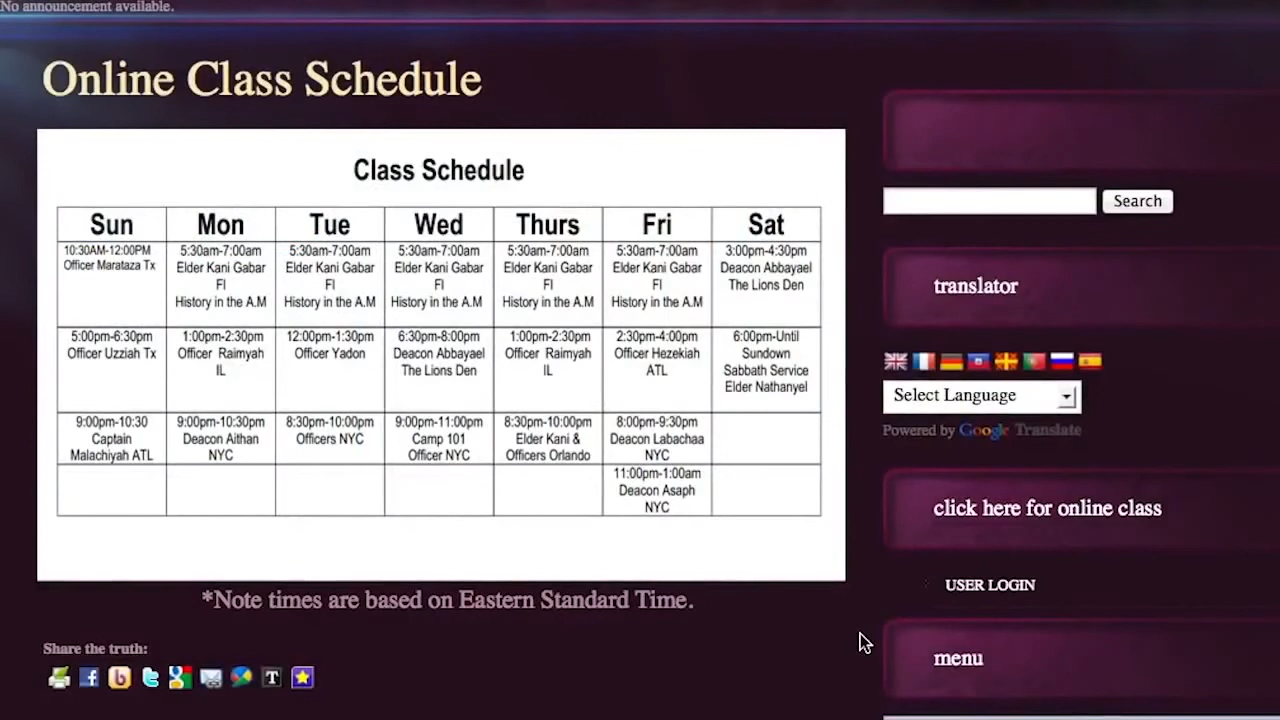 No announcement available.
Online Class Schedule
Class Schedule
Sun Mon Tue Wed Thurs Fri Sat
10:30AM-12:00PM
Officer Marataza Tx
5:30am-7:00am
Elder Kani Gabar
Fl
History in the A.M
5:30am-7:00am
Elder Kani Gabar
Fl
History in the A.M
5:30am-7:00am
Elder Kani Gabar
Fl
History in the A.M
5:30am-7:00am
Elder Kani Gabar
Fl
History in the A.M
5:30am-7:00am
Elder Kani Gabar
Fl
History in the A.M
3:00pm-4:30pm
Deacon Abbayael
The Lions Den
5:00pm-6:30pm
Officer Uzziah Tx
1:00pm-2:30pm
Officer Raimyah
IL
12:00pm-1:30pm
Officer Yadon
6:30pm-8:00pm
Deacon Abbayael
The Lions Den
1:00pm-2:30pm
Officer Raimyah
IL
2:30pm-4:00pm
Officer Hezekiah
ATL
6:00pm-Until
Sundown
Sabbath Service
Elder Nathanyel
9:00pm-10:30
Captain
Malachiyah ATL
9:00pm-10:30pm
Deacon Aithan
NYC
8:30pm-10:00pm
Officers NYC
9:00pm-11:00pm
Camp 101
Officer NYC
8:30pm-10:00pm
Elder Kani &
Officers Orlando
8:00pm-9:30pm
Deacon Labachaa
NYC
11:00pm-1:00am
Deacon Asaph
NYC
*Note times are based on Eastern Standard Time.
Share the truth:
Search
translator
Select Language
Powered by Google Translate
click here for online class
USER LOGIN
menu